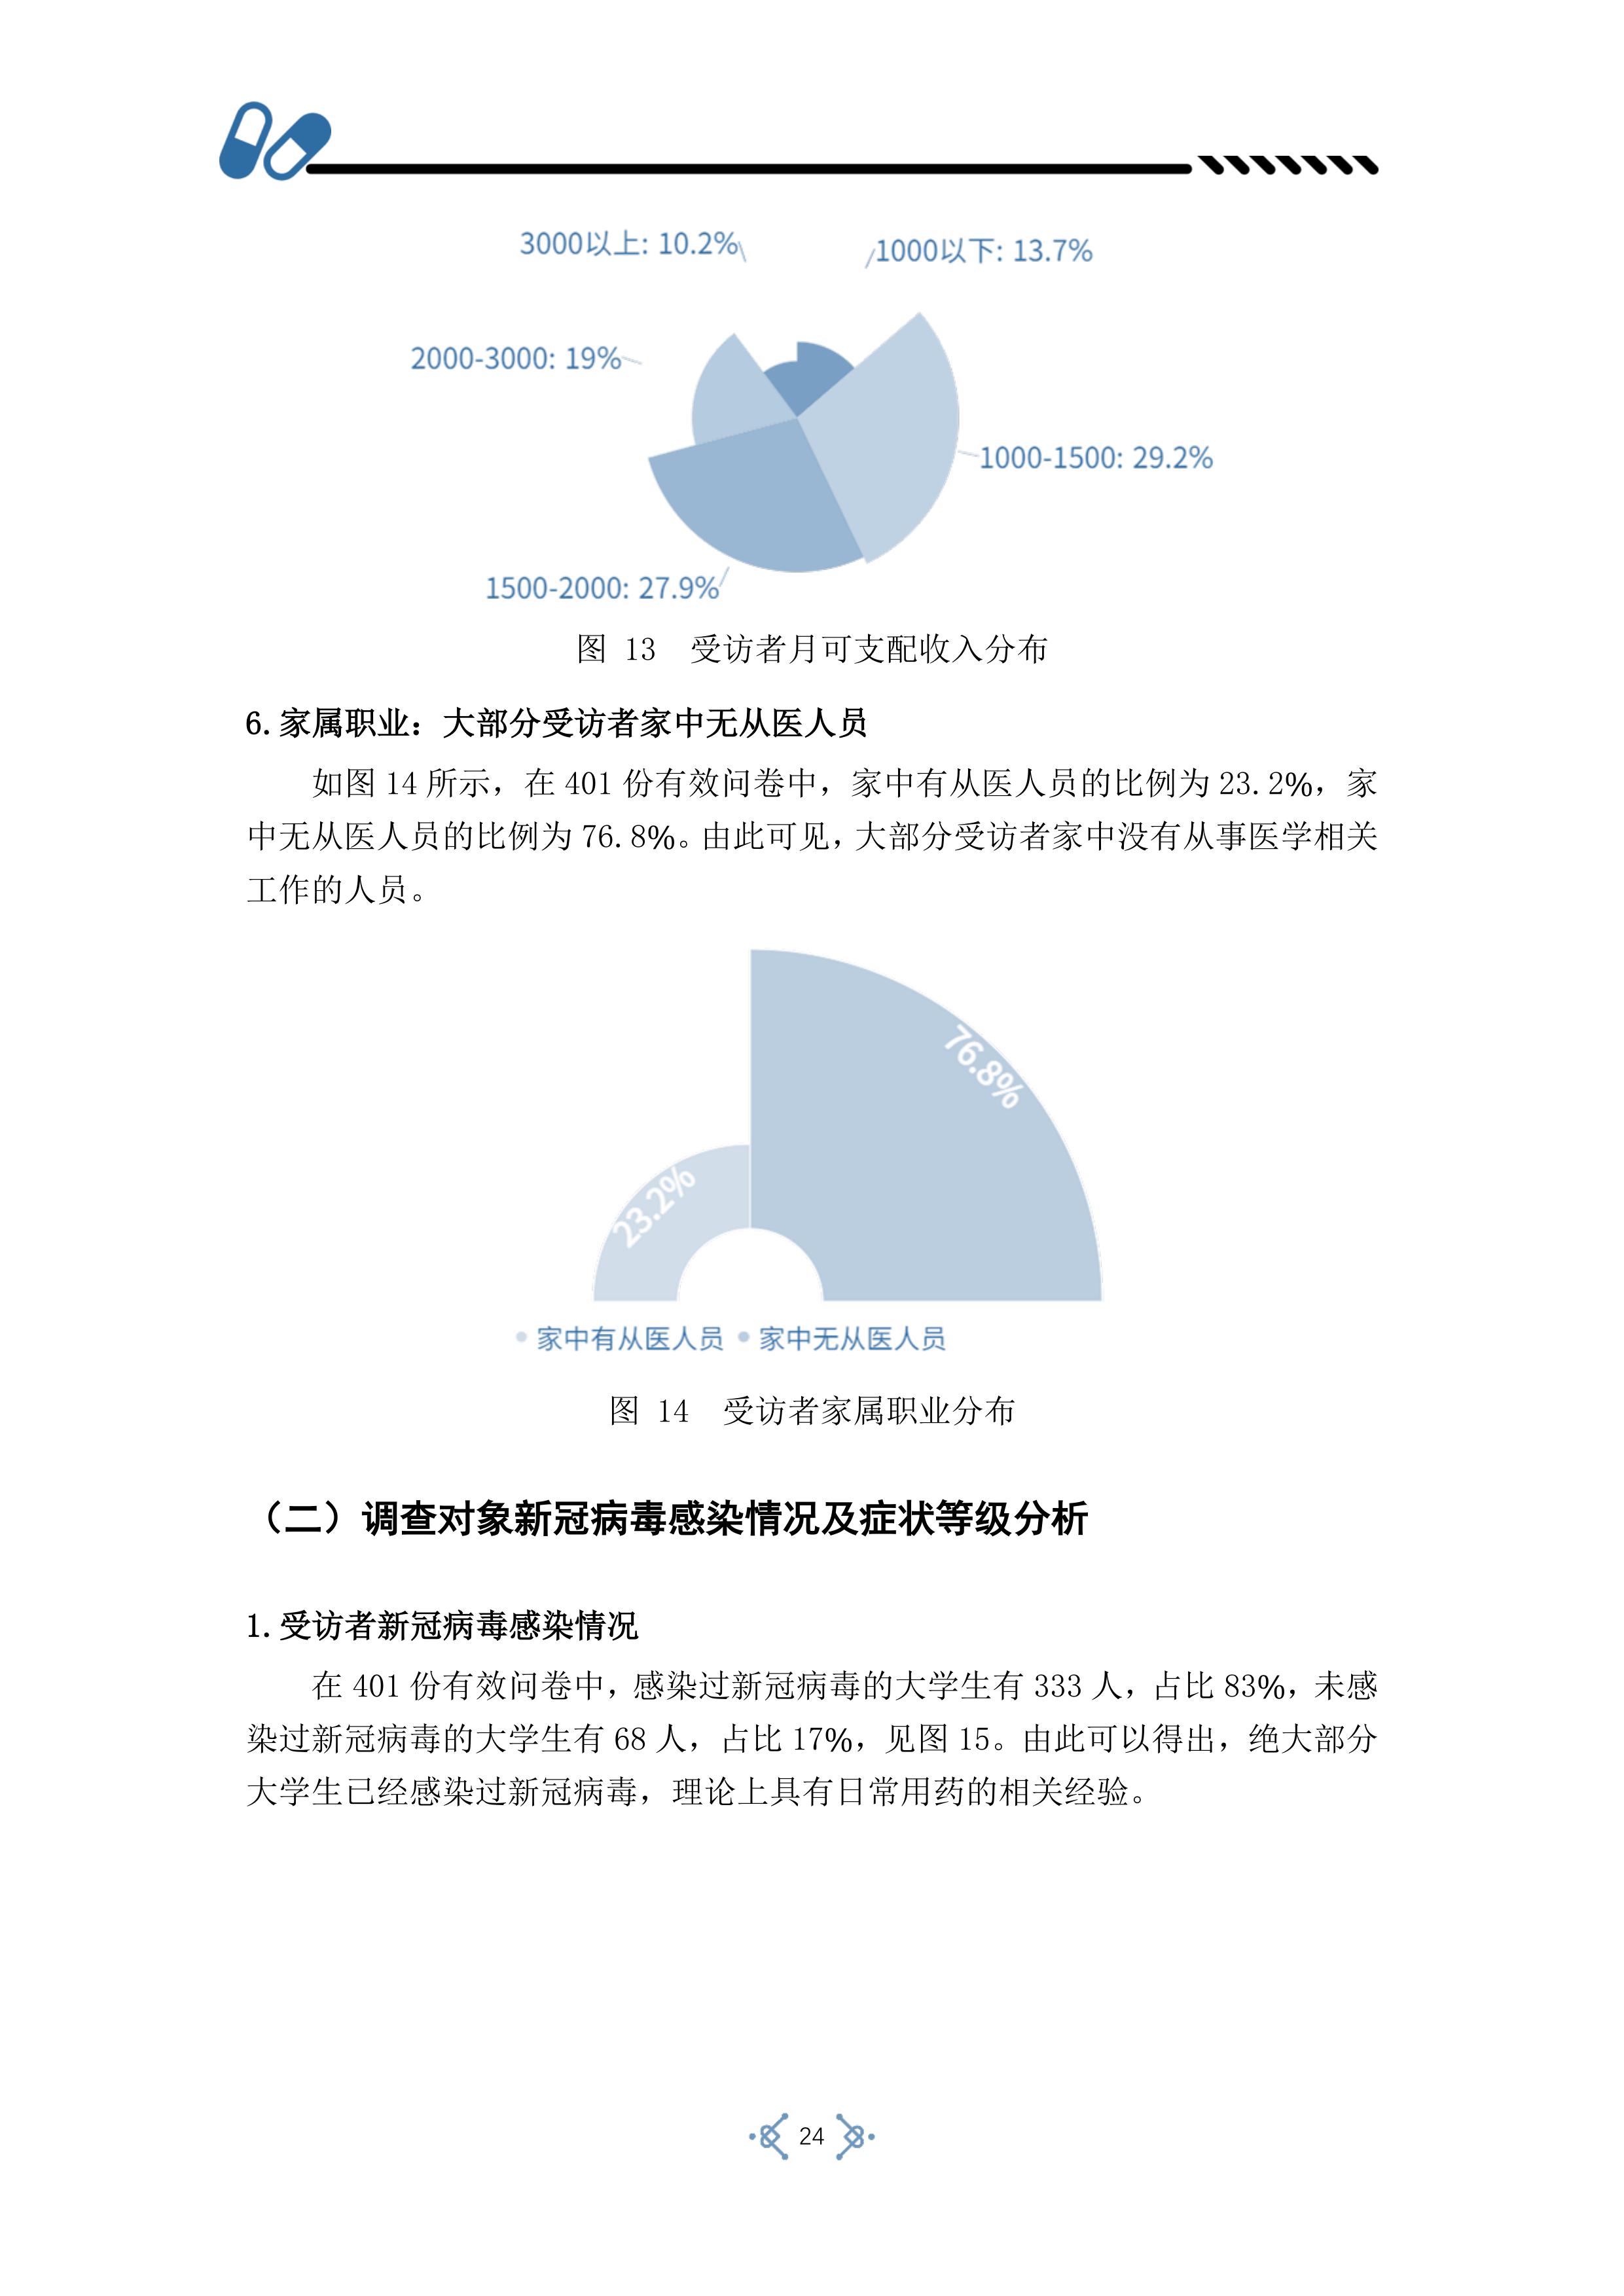 3000以上: 10.2%
1000以下: 13.7%
2000-3000: 19%
1000-1500: 29.2%
1500-2000: 27.9%
图 13 受访者月可支配收入分布
6.家属职业：大部分受访者家中无从医人员
如图 14 所示，在 401 份有效问卷中，家中有从医人员的比例为 23.2%，家
中无从医人员的比例为 76.8%。由此可见，大部分受访者家中没有从事医学相关
工作的人员。
76.8%
23.2%
家中有从医人员 家中无从医人员
图 14 受访者家属职业分布
（二）调查对象新冠病毒感染情况及症状等级分析
1.受访者新冠病毒感染情况
在 401 份有效问卷中，感染过新冠病毒的大学生有 333 人，占比 83%，未感
染过新冠病毒的大学生有 68 人，占比 17%，见图 15。由此可以得出，绝大部分
大学生已经感染过新冠病毒，理论上具有日常用药的相关经验。
24